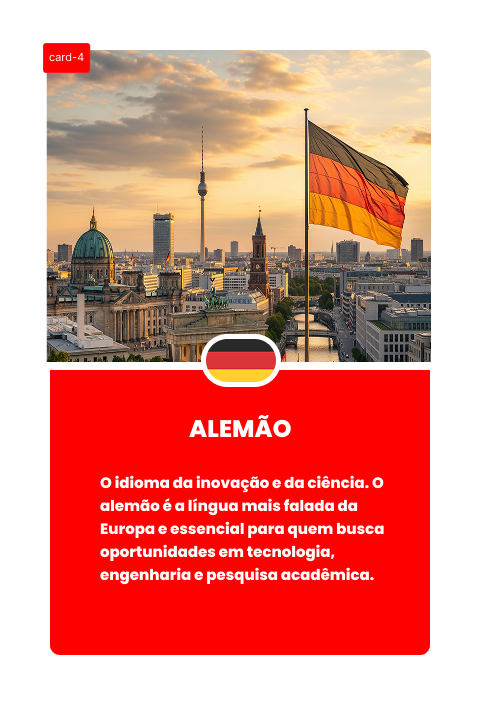 card-4
ALEMÃO
O idioma da inovação e da ciência. O
alemão é a língua mais falada da
Europa e essencial para quem busca
oportunidades em tecnologia,
engenharia e pesquisa acadêmica.